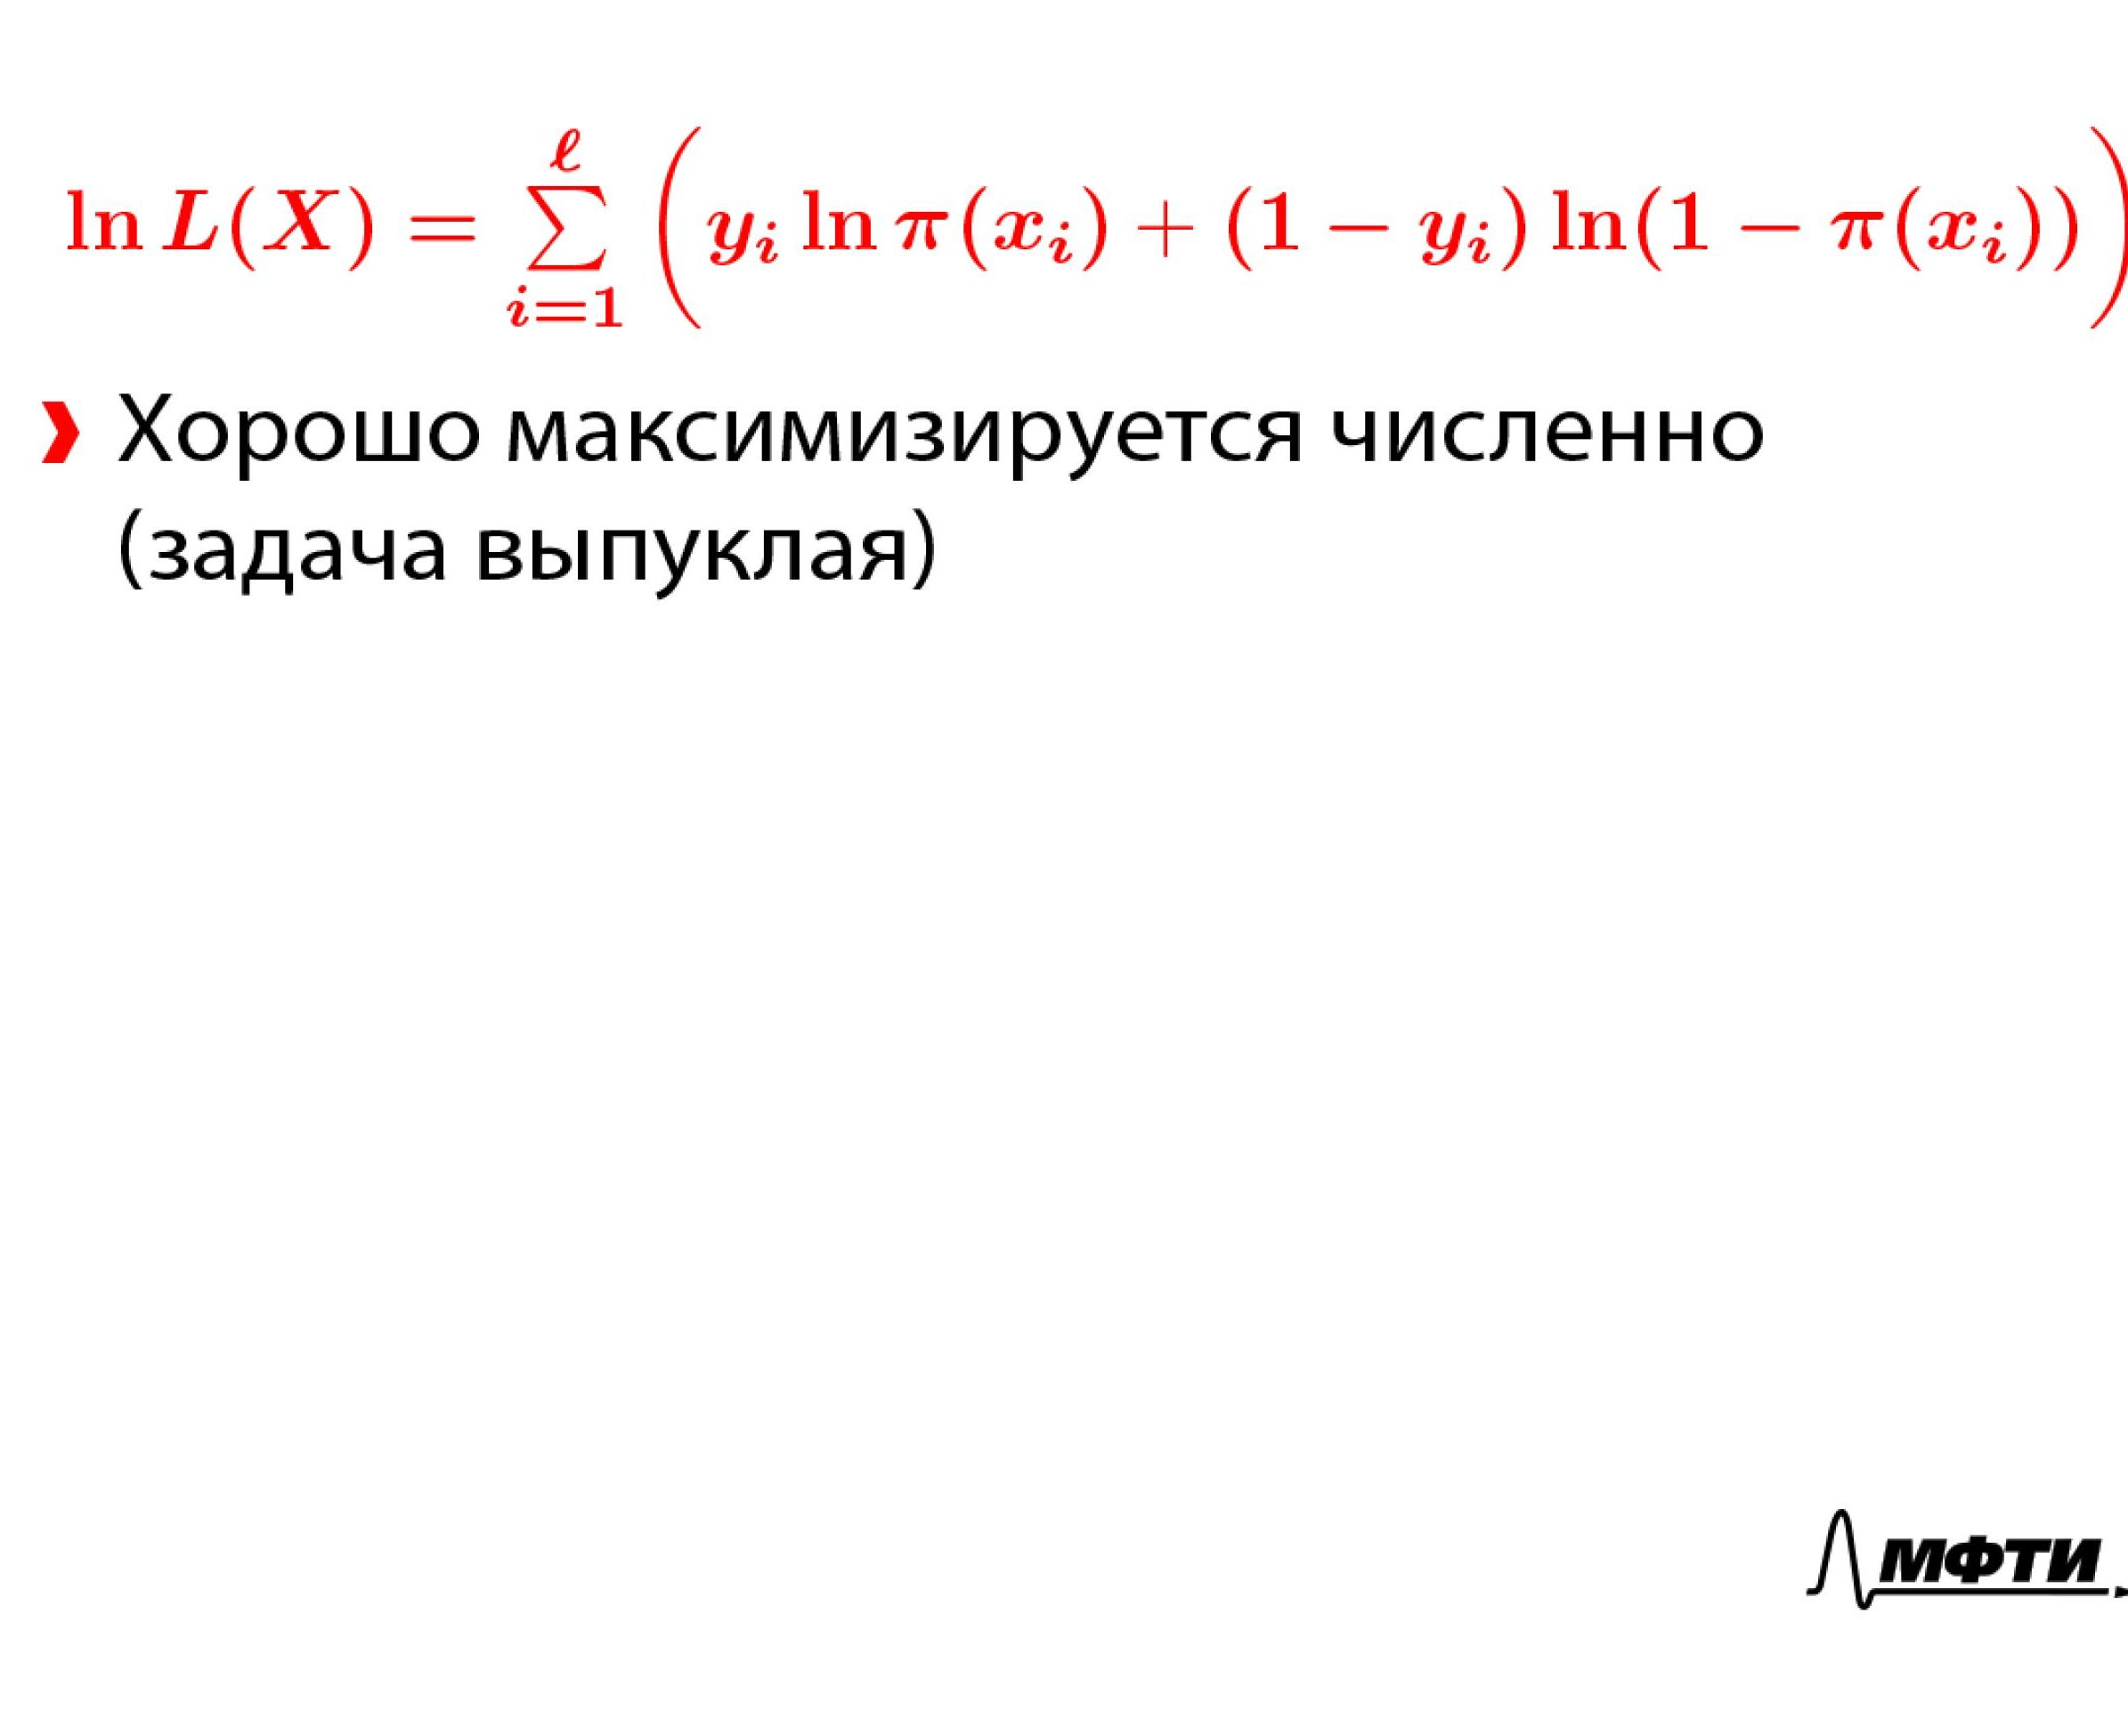 ln L(X) = ∑_{i=1}^{ℓ} ( y_i ln π(x_i) + (1 − y_i) ln(1 − π(x_i)) )
Хорошо максимизируется численно
(задача выпуклая)
МФТИ